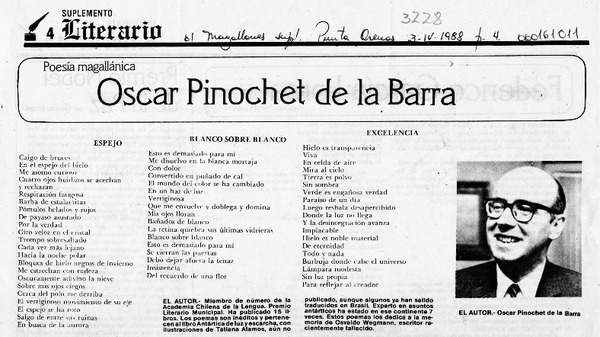 SUPLEMENTO
4 Literario
El Magallanes supl. Punta Arenas 3-IV-1988 p. 4. 000161011
3228
Poesía magallánica
Oscar Pinochet de la Barra
ESPEJO
Caigo de bruces
En el espejo del hielo
Me asomo curioso
Cuatro ojos huidizos se acechan
y rechazan
Respiración fatigosa
Barba de estalactitas
Pómulos helados y rojos
De payaso asustado
Por la verdad
Giro veloz en el cristal
Trompo sobresaltado
Cada vez más lejano
Hacia la noche polar
Bloques de hielo negros de invierno
Me estrechan con rudeza
Oscuramente adivino la nieve
Sobre mis ojos ciegos
Cerca del polo me derriba
El vertiginoso movimiento de su eje
El espejo se ha roto
Salgo de entre sus ruinas
En busca de la aurora
BLANCO SOBRE BLANCO
Esto es demasiado para mí
Me disuelvo en la blanca mortaja
Con dolor
Convertido en puñado de cal
El mundo del color se ha cambiado
En un haz de luz
Vertiginosa
Que me envuelve y doblega y domina
Mis ojos lloran
Bañados de blanco
La retina quiebra sus últimas vidrieras
Blanco sobre blanco
Esto es demasiado para mí
Se cierran las puertas
Debo dejar afuera la tenaz
Insistencia
Del recuerdo de una flor
EXCELENCIA
Hielo es transparencia
Viva
En celda de aire
Mira al cielo
Tierra es polvo
Sin sombra
Verde es engañosa verdad
Paraíso de un día
Luego resbala desapercibido
Donde la luz no llega
Y la desintegración avanza
Implacable
Hielo es noble material
De eternidad
Todo y nada
Burbuja donde cabe el universo
Lámpara modesta
Sin luz propia
Para reflejar al creador
EL AUTOR.- Miembro de número de la
Academia Chilena de la Lengua. Premio
Literario Municipal. Ha publicado 15 li-
bros. Los poemas son inéditos y pertene-
cen al libro Antártica de luz y escarcha, con
ilustraciones de Tatiana Alamos, aún no
publicado, aunque algunos ya han salido
traducidos en Brasil. Experto en asuntos
antárticos ha estado en ese continente 7
veces. Estos poemas los dedica a la me-
moria de Osvaldo Wegmann, escritor re-
cientemente fallecido.
EL AUTOR.- Oscar Pinochet de la Barra